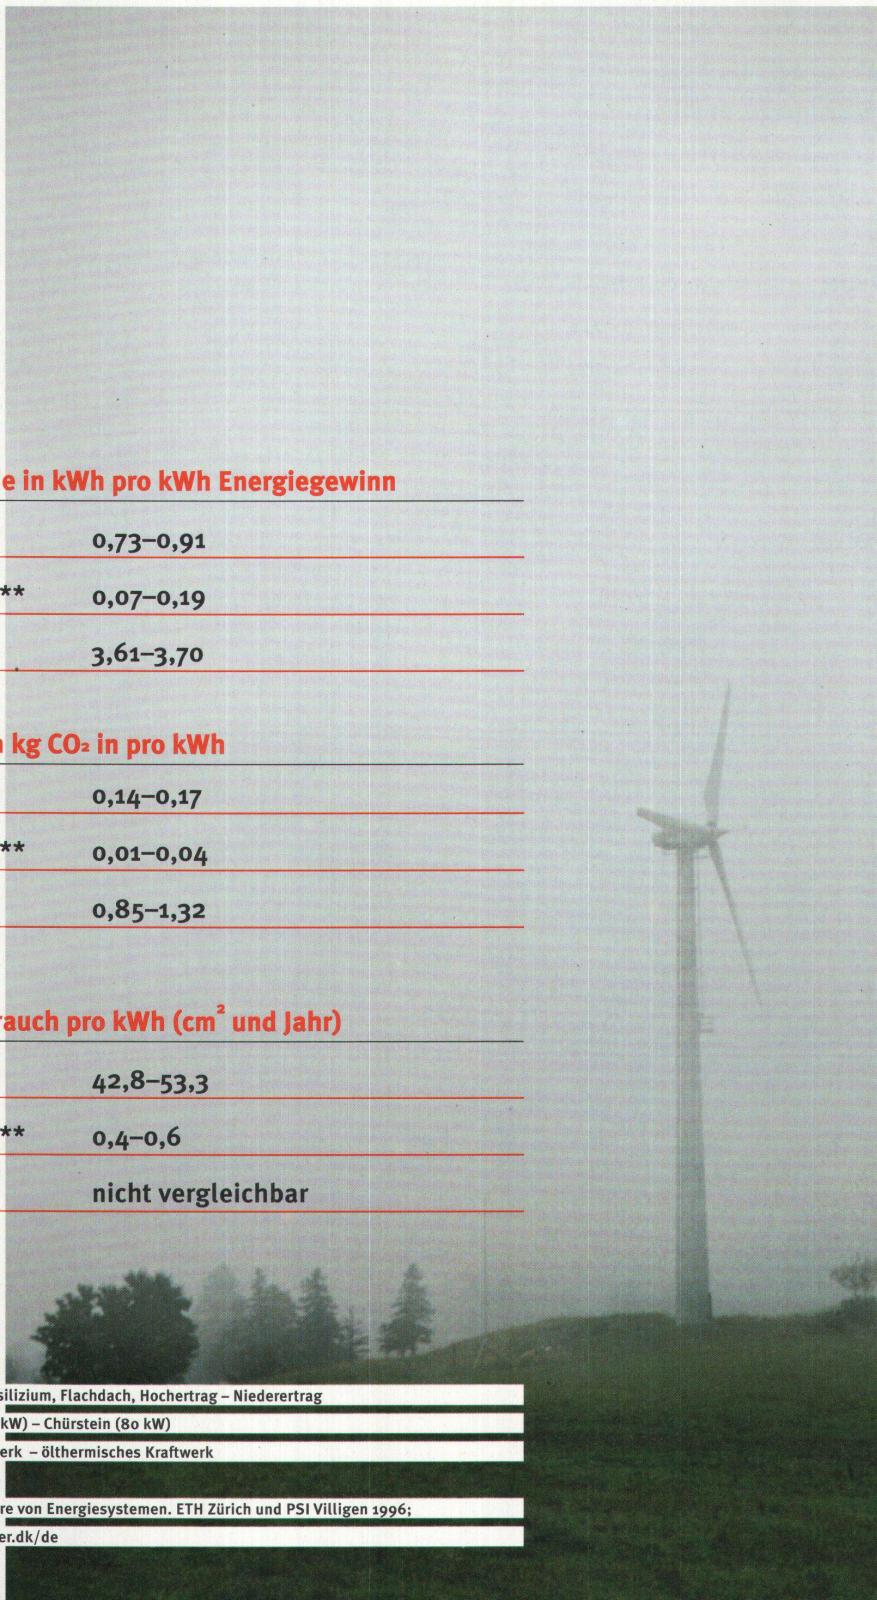 e in kWh pro kWh Energiegewinn
0,73–0,91
** 0,07–0,19
3,61–3,70
kg CO₂ in pro kWh
0,14–0,17
** 0,01–0,04
0,85–1,32
rauch pro kWh (cm² und Jahr)
42,8–53,3
** 0,4–0,6
nicht vergleichbar
silizium, Flachdach, Hochertrag – Niederertrag
kW) – Chürstein (80 kW)
erk – ölthermisches Kraftwerk
re von Energiesystemen. ETH Zürich und PSI Villigen 1996;
er.dk/de